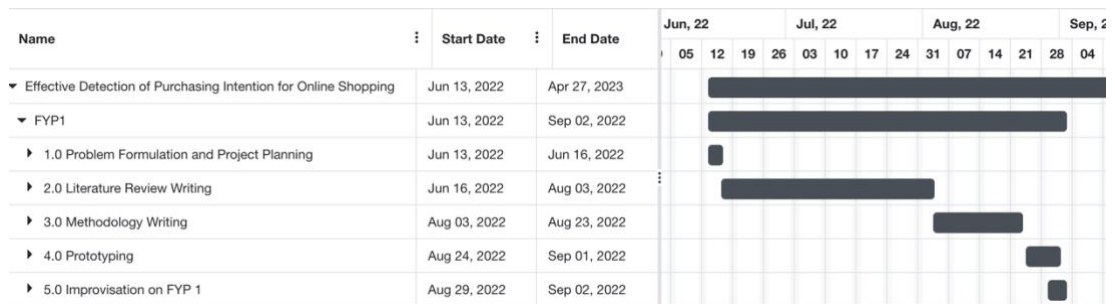 Jun, 22 Jul, 22 Aug, 22 Sep, 2
Name Start Date End Date
05 12 19 26 03 10 17 24 31 07 14 21 28 04
Effective Detection of Purchasing Intention for Online Shopping Jun 13, 2022 Apr 27, 2023
FYP1 Jun 13, 2022 Sep 02, 2022
1.0 Problem Formulation and Project Planning Jun 13, 2022 Jun 16, 2022
2.0 Literature Review Writing Jun 16, 2022 Aug 03, 2022
3.0 Methodology Writing Aug 03, 2022 Aug 23, 2022
4.0 Prototyping Aug 24, 2022 Sep 01, 2022
5.0 Improvisation on FYP 1 Aug 29, 2022 Sep 02, 2022